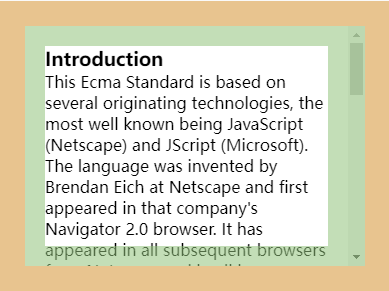 Introduction
This Ecma Standard is based on
several originating technologies, the
most well known being JavaScript
(Netscape) and JScript (Microsoft).
The language was invented by
Brendan Eich at Netscape and first
appeared in that company's
Navigator 2.0 browser. It has
appeared in all subsequent browsers